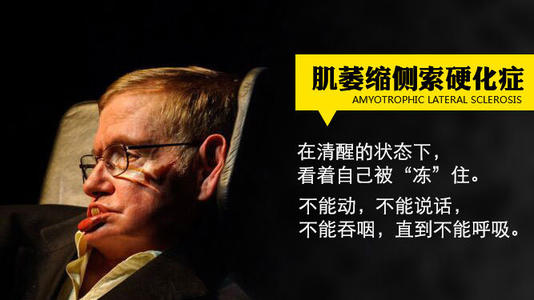 肌萎缩侧索硬化症
AMYOTROPHIC LATERAL SCLEROSIS
在清醒的状态下，
看着自己被“冻”住。
不能动，不能说话，
不能吞咽，直到不能呼吸。